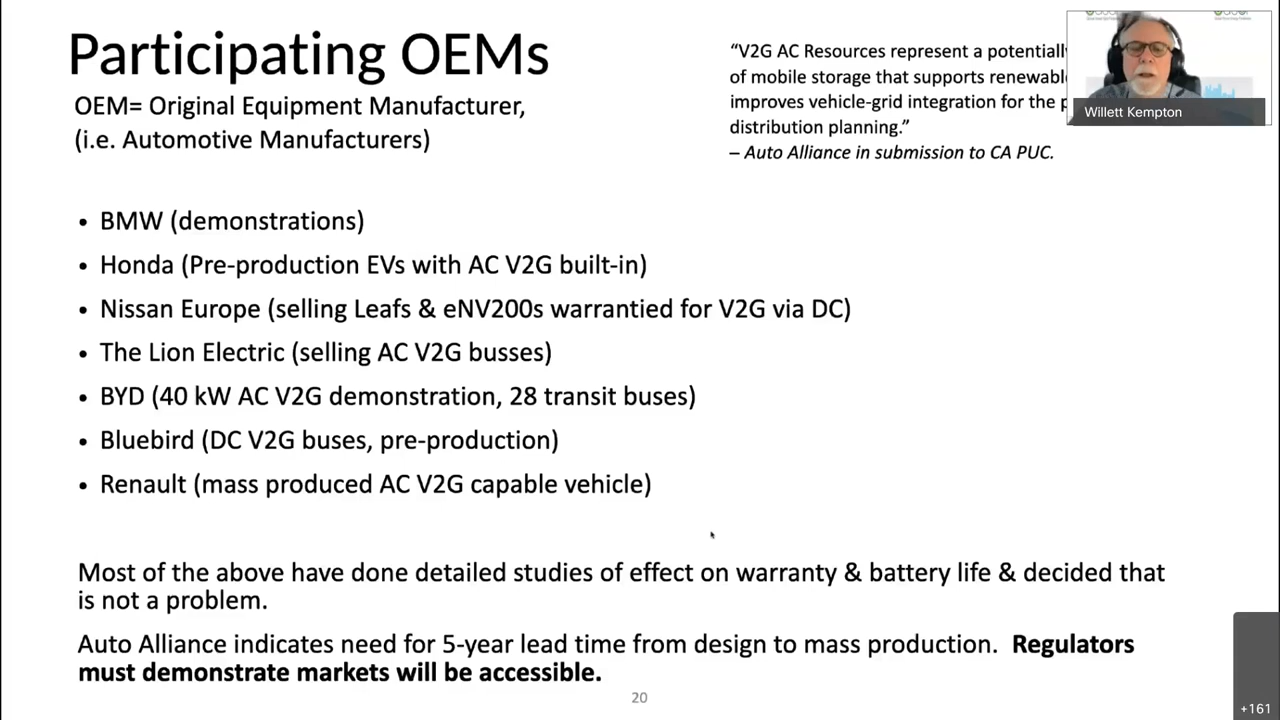 Participating OEMs
OEM= Original Equipment Manufacturer,
(i.e. Automotive Manufacturers)
“V2G AC Resources represent a potentially
of mobile storage that supports
improves vehicle-grid integration for the
distribution planning.”
– Auto Alliance in submission to CA PUC.
Willett Kempton
• BMW (demonstrations)
• Honda (Pre-production EVs with AC V2G built-in)
• Nissan Europe (selling Leafs & eNV200s warrantied for V2G via DC)
• The Lion Electric (selling AC V2G busses)
• BYD (40 kW AC V2G demonstration, 28 transit buses)
• Bluebird (DC V2G buses, pre-production)
• Renault (mass produced AC V2G capable vehicle)
Most of the above have done detailed studies of effect on warranty & battery life & decided that
is not a problem.
Auto Alliance indicates need for 5-year lead time from design to mass production. Regulators
must demonstrate markets will be accessible.
20
+161